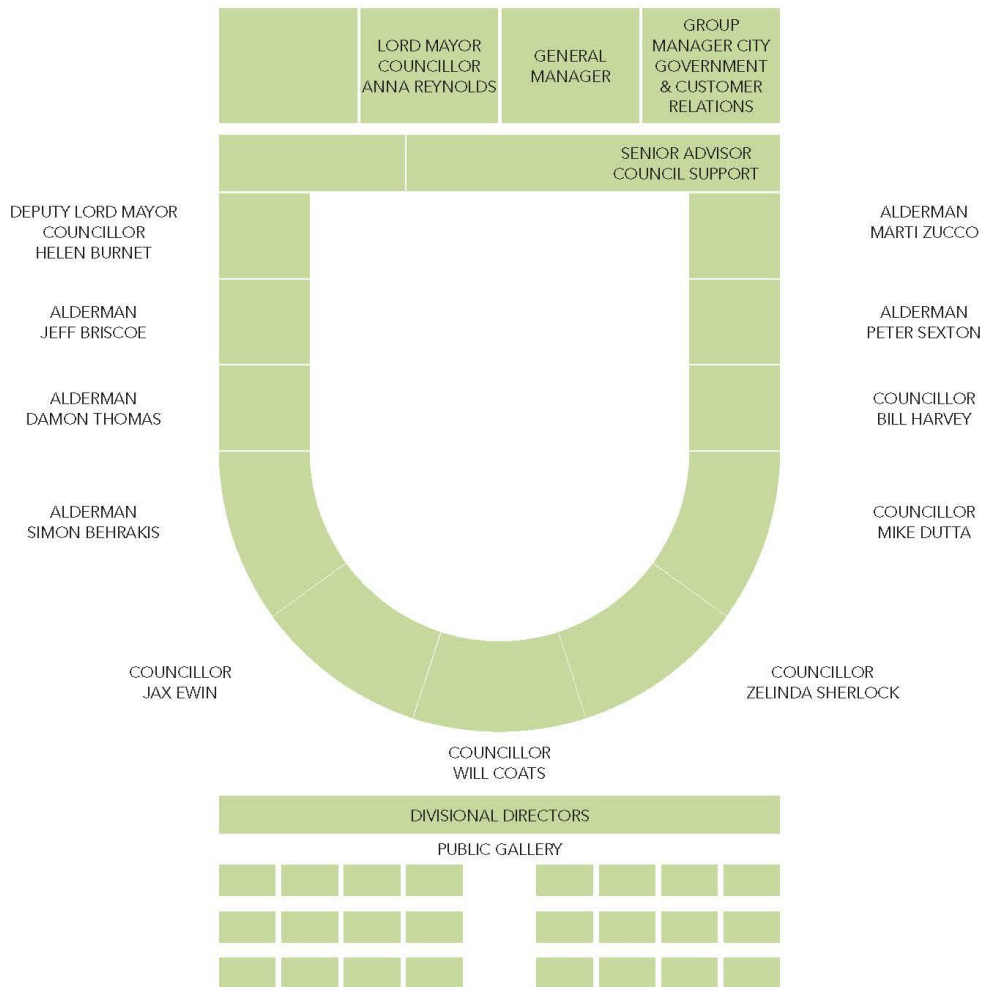 LORD MAYOR
COUNCILLOR
ANNA REYNOLDS
GENERAL
MANAGER
GROUP
MANAGER CITY
GOVERNMENT
& CUSTOMER
RELATIONS
SENIOR ADVISOR
COUNCIL SUPPORT
DEPUTY LORD MAYOR
COUNCILLOR
HELEN BURNET
ALDERMAN
MARTI ZUCCO
ALDERMAN
JEFF BRISCOE
ALDERMAN
PETER SEXTON
ALDERMAN
DAMON THOMAS
COUNCILLOR
BILL HARVEY
ALDERMAN
SIMON BEHRAKIS
COUNCILLOR
MIKE DUTTA
COUNCILLOR
JAX EWIN
COUNCILLOR
ZELINDA SHERLOCK
COUNCILLOR
WILL COATS
DIVISIONAL DIRECTORS
PUBLIC GALLERY